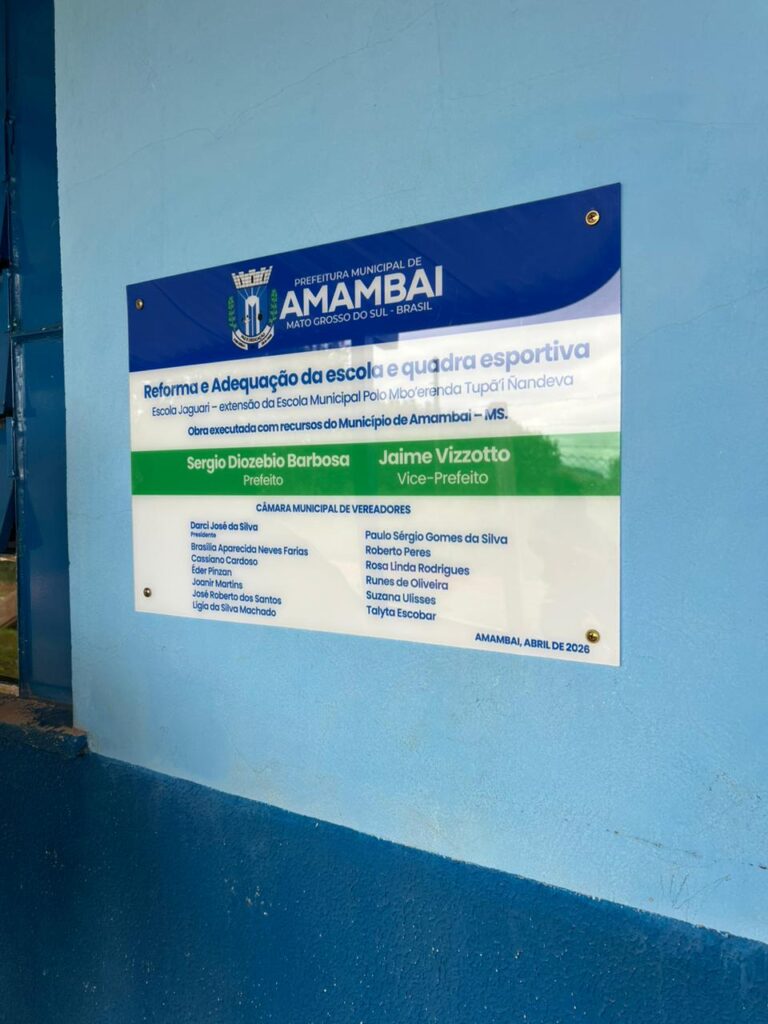 PREFEITURA MUNICIPAL DE
AMAMBAI
MATO GROSSO DO SUL - BRASIL
Reforma e Adequação da escola e quadra esportiva
Escola Jaguari – extensão da Escola Municipal Polo Mbo'erenda Tupã'i Ñandeva
Obra executada com recursos do Município de Amambai – MS.
Sergio Diozebio Barbosa
Prefeito
Jaime Vizzotto
Vice-Prefeito
CÂMARA MUNICIPAL DE VEREADORES
Darci José da Silva
Presidente
Brasilia Aparecida Neves Farias
Cassiano Cardoso
Éder Pinzan
Joanir Martins
José Roberto dos Santos
Ligia da Silva Machado
Paulo Sérgio Gomes da Silva
Roberto Peres
Rosa Linda Rodrigues
Runes de Oliveira
Suzana Ulisses
Talyta Escobar
AMAMBAI, ABRIL DE 2026